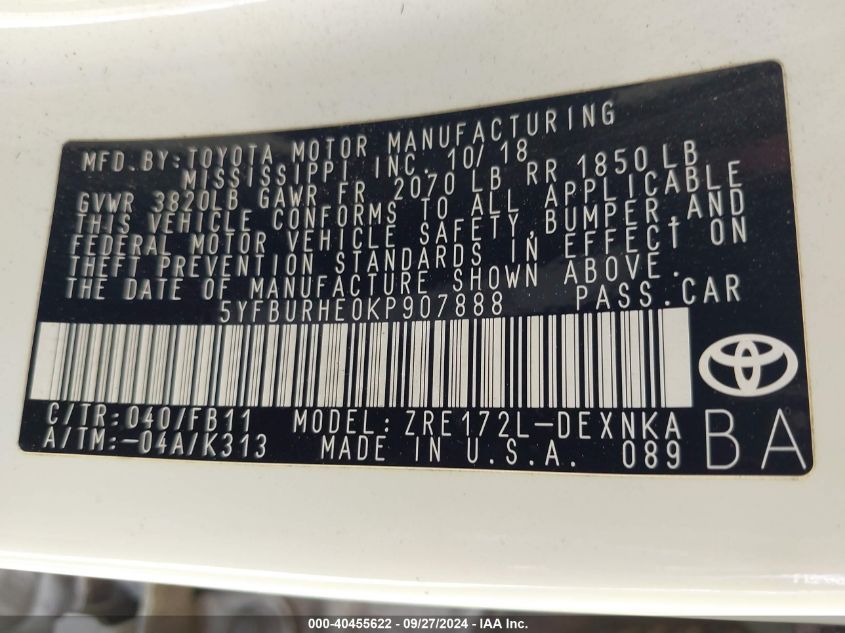 MFD.BY:TOYOTA MOTOR MANUFACTURING
MISSISSIPPI INC. 10/18
GVWR 3820LB GAWR FR 2070 LB RR 1850 LB
THIS VEHICLE CONFORMS TO ALL APPLICABLE
FEDERAL MOTOR VEHICLE SAFETY,BUMPER,AND
THEFT PREVENTION STANDARDS IN EFFECT ON
THE DATE OF MANUFACTURE SHOWN ABOVE.
5YFBURHE0KP907888 PASS.CAR
C/TR:040/FB11 MODEL:ZRE172L-DEXNKA
A/TM:-04A/K313 MADE IN U.S.A. 089
BA
000-40455622 - 09/27/2024 - IAA Inc.